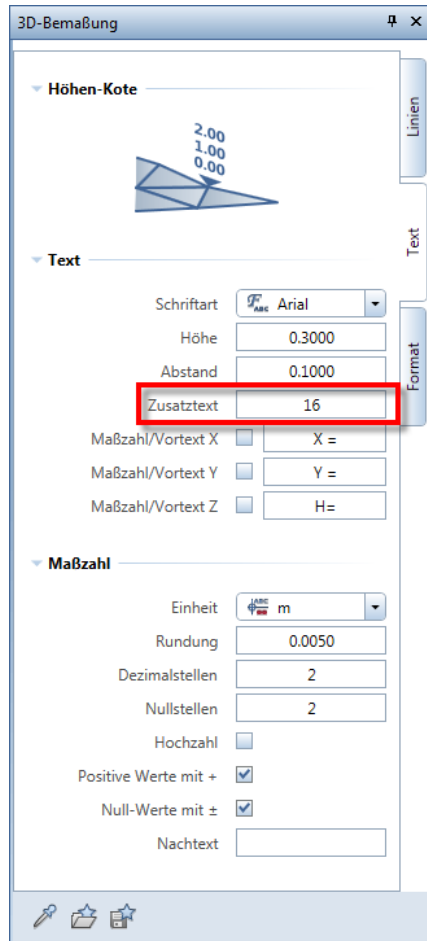 3D-Bemaßung
Höhen-Kote
2.00
1.00
0.00
Linien
Text
Format
Text
Schriftart Arial
Höhe 0.3000
Abstand 0.1000
Zusatztext 16
Maßzahl/Vortext X X =
Maßzahl/Vortext Y Y =
Maßzahl/Vortext Z H=
Maßzahl
Einheit m
Rundung 0.0050
Dezimalstellen 2
Nullstellen 2
Hochzahl
Positive Werte mit +
Null-Werte mit ±
Nachtext